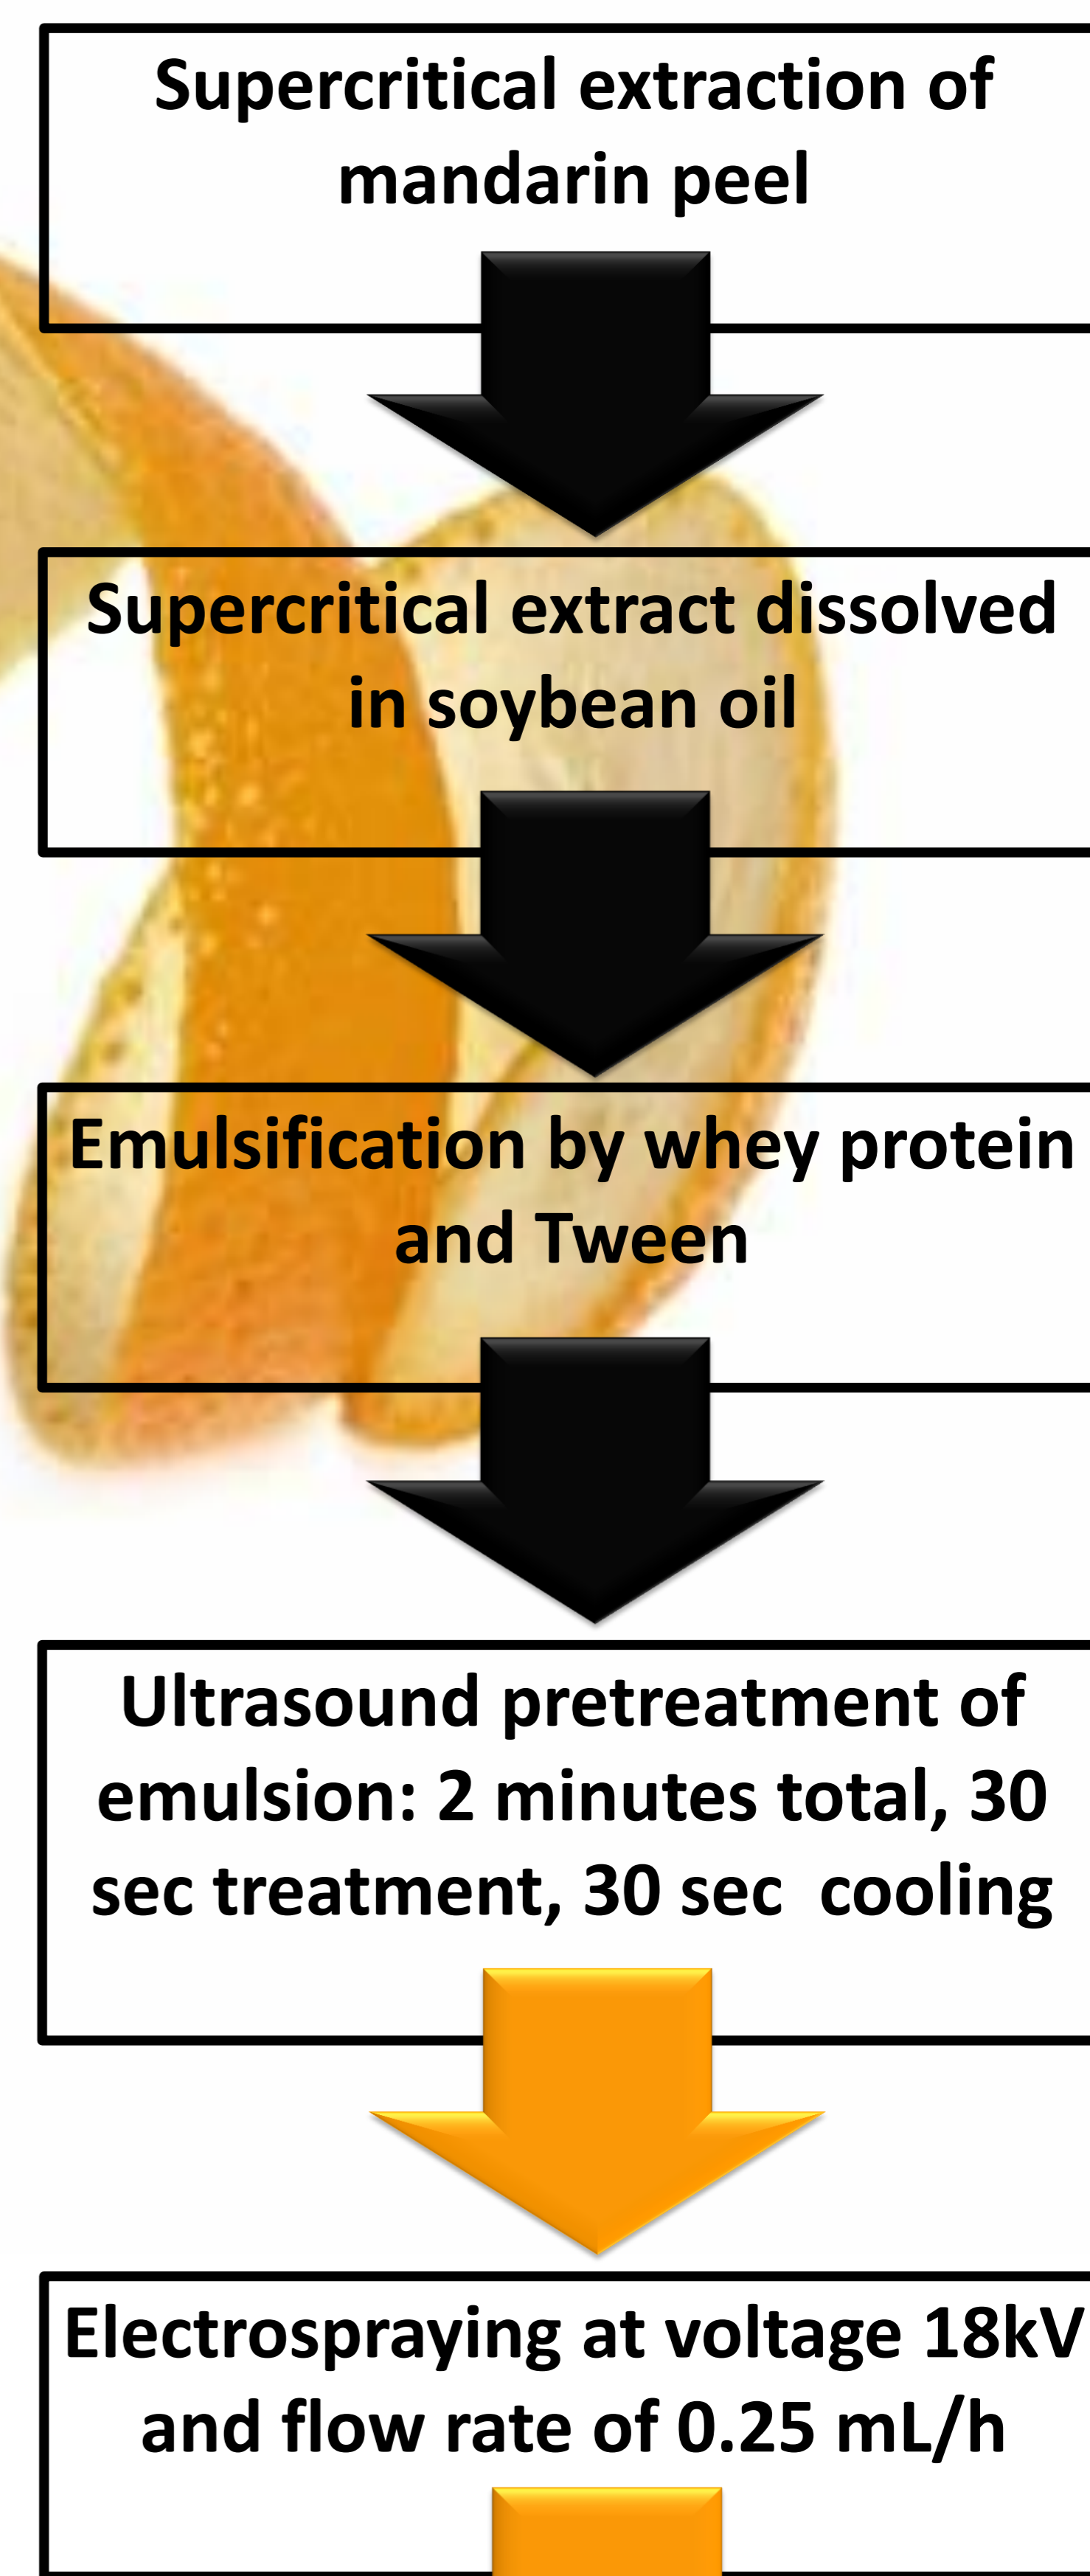 Supercritical extraction of
mandarin peel
Supercritical extract dissolved
in soybean oil
Emulsification by whey protein
and Tween
Ultrasound pretreatment of
emulsion: 2 minutes total, 30
sec treatment, 30 sec  cooling
Electrospraying at voltage 18kV
and flow rate of 0.25 mL/h